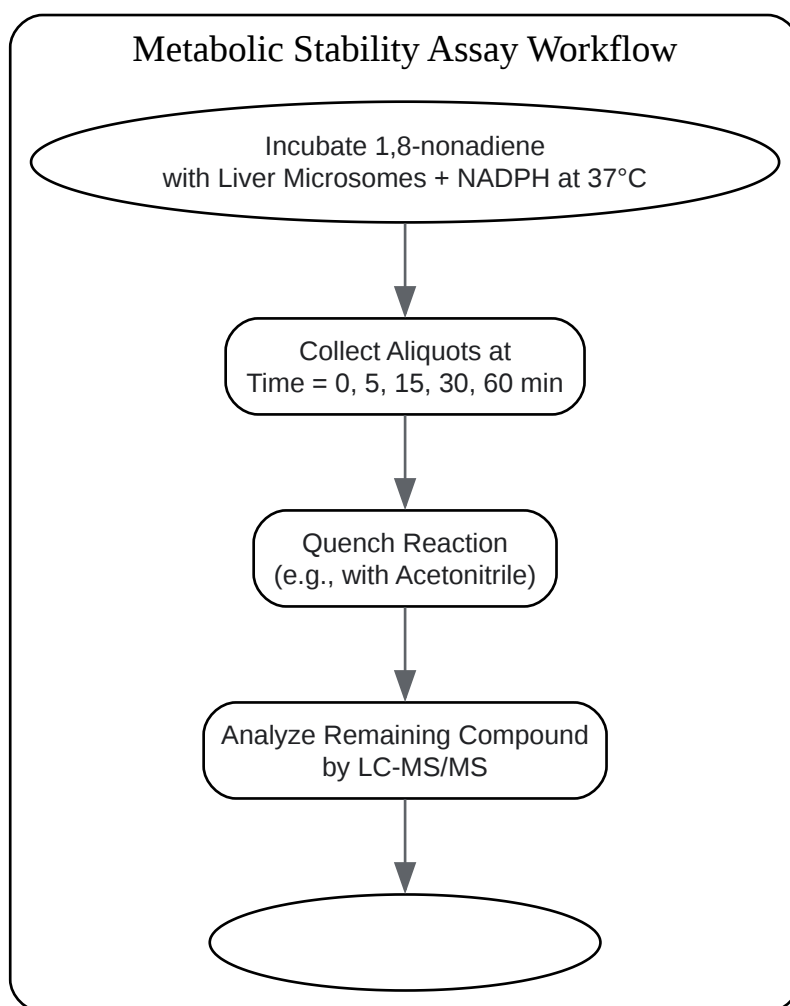 Metabolic Stability Assay Workflow
Incubate 1,8-nonadiene
with Liver Microsomes + NADPH at 37°C
Collect Aliquots at
Time = 0, 5, 15, 30, 60 min
Quench Reaction
(e.g., with Acetonitrile)
Analyze Remaining Compound
by LC-MS/MS